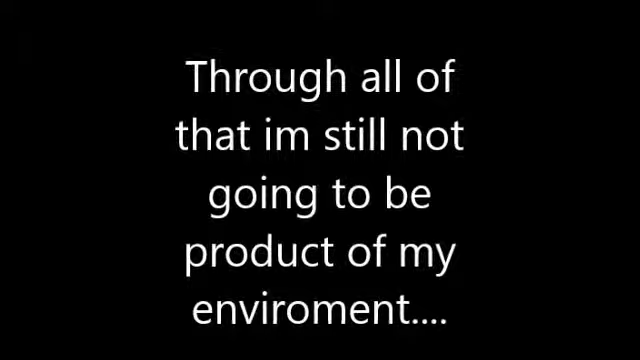 Through all of
that im still not
going to be
product of my
enviroment....